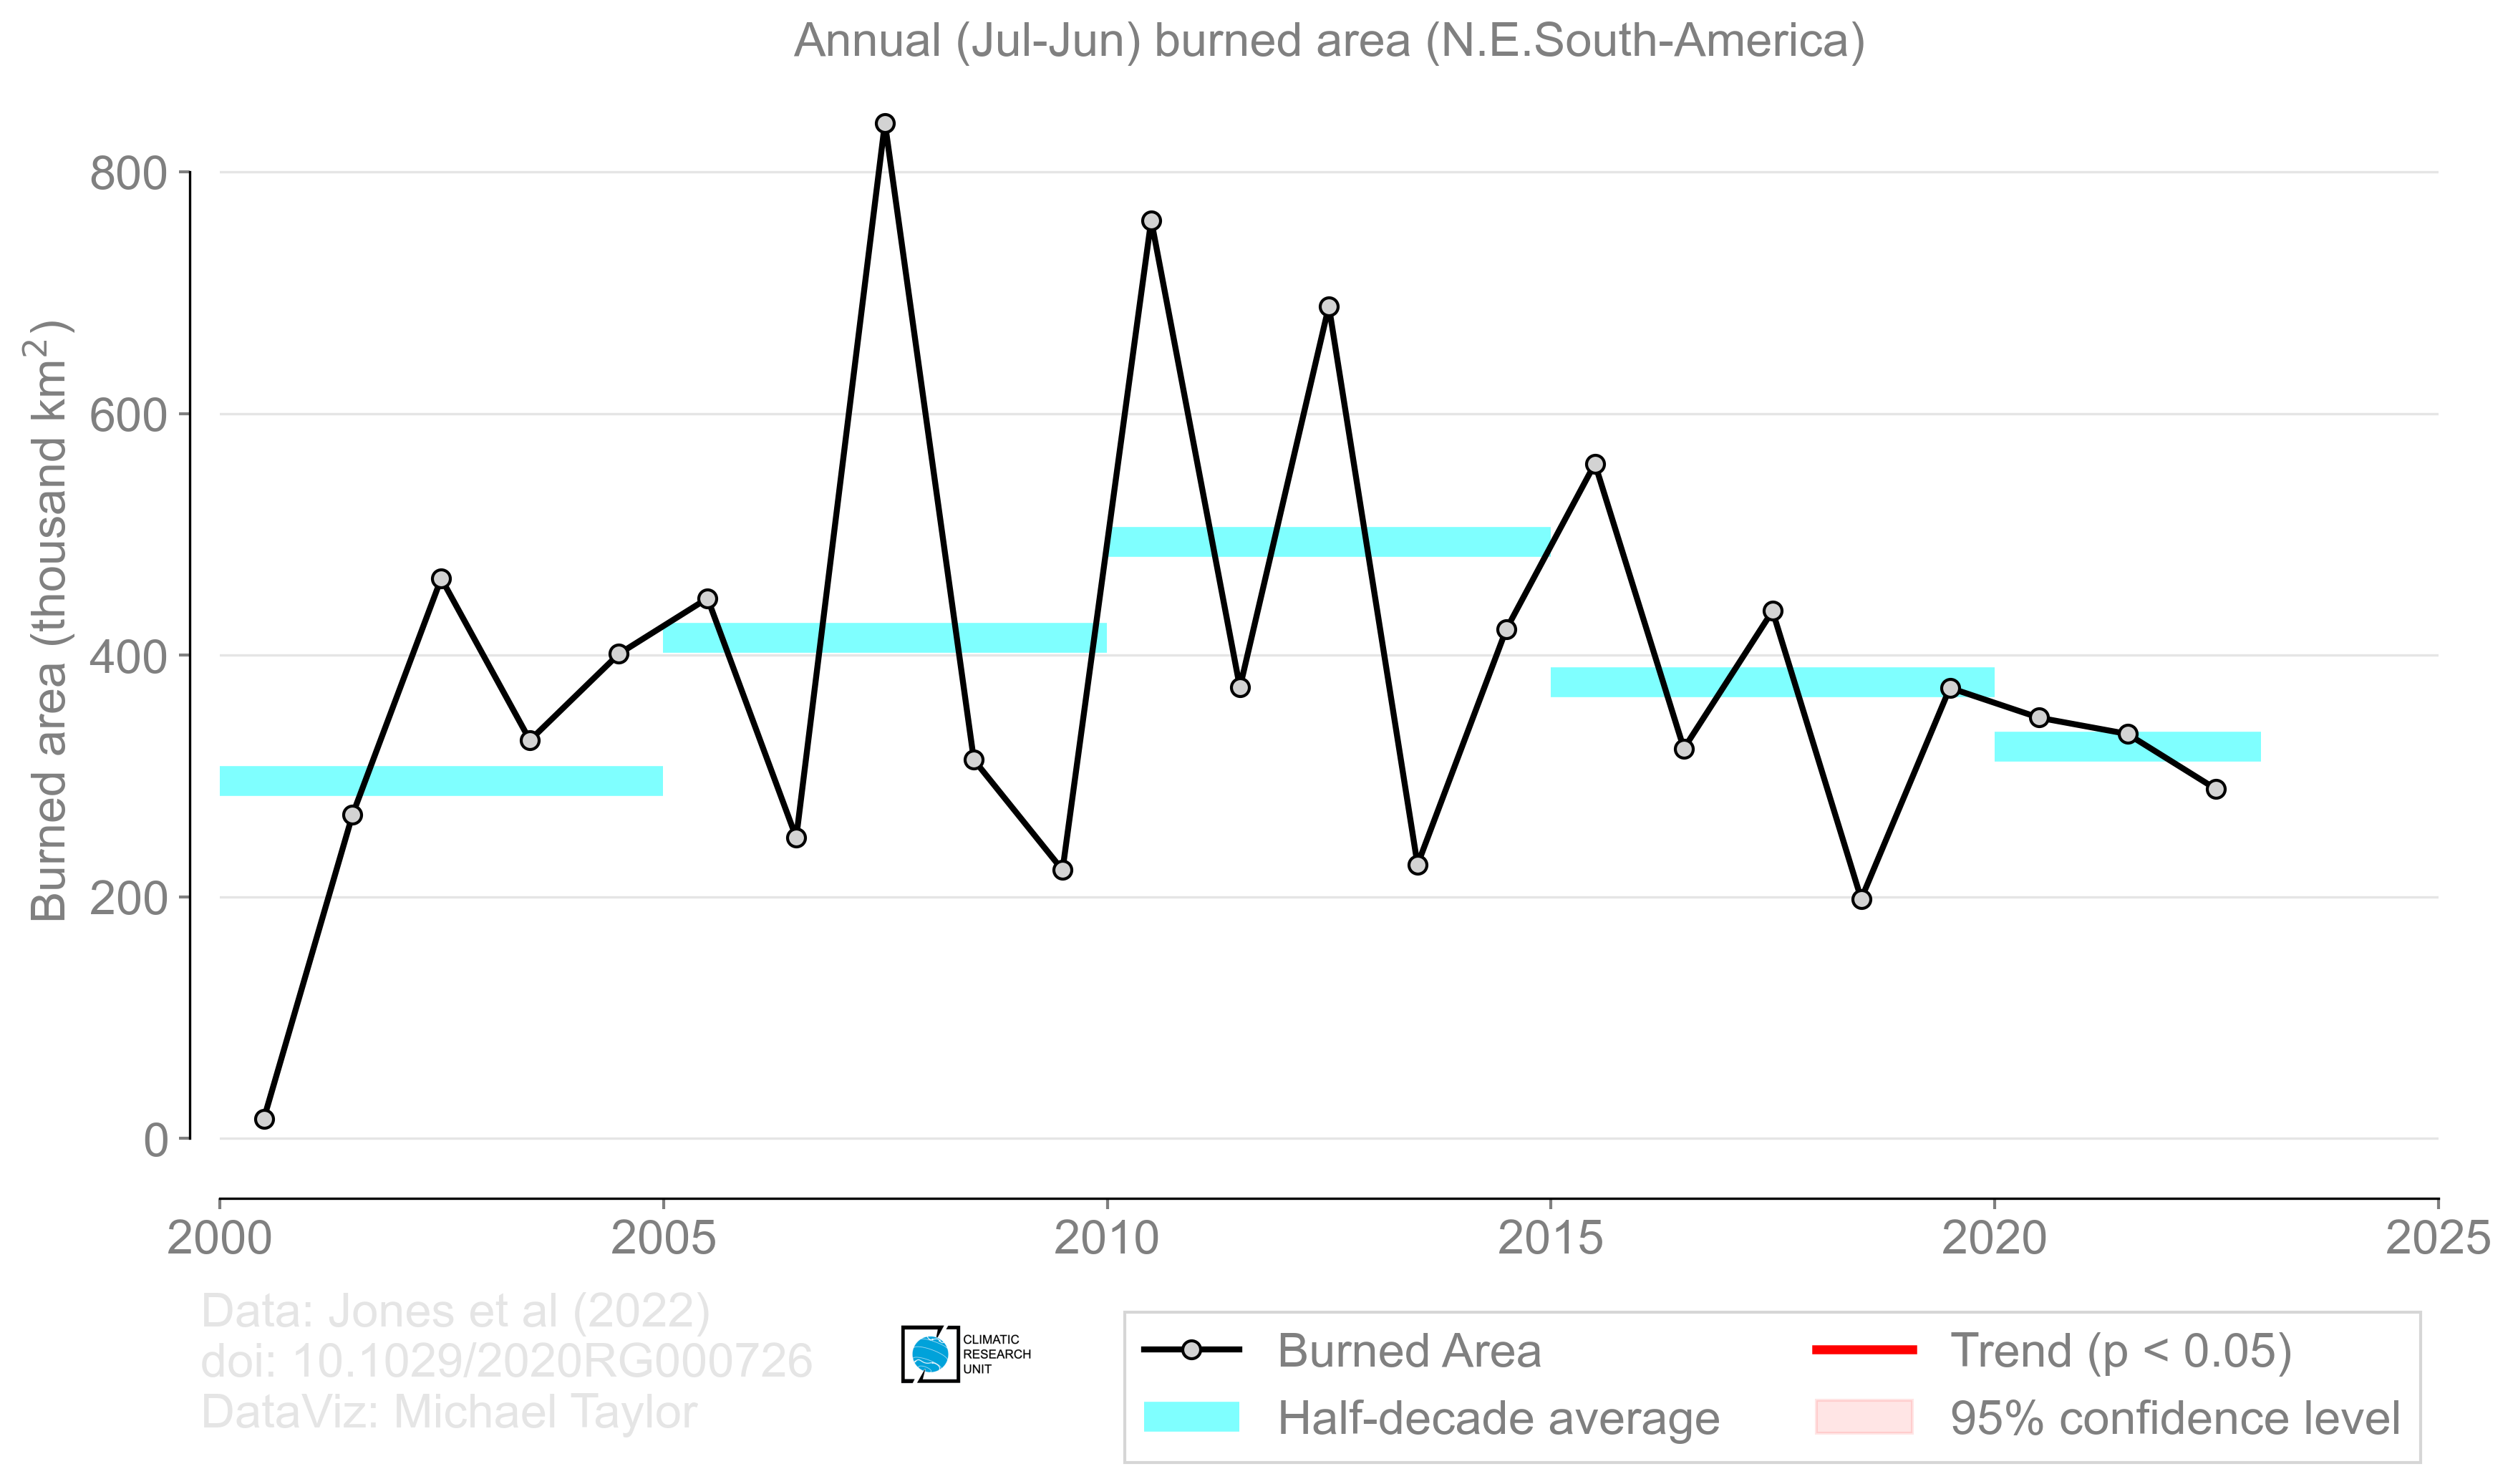 Annual (Jul-Jun) burned area (N.E.South-America)
Burned area (thousand km²)
800
600
400
200
0
2000 2005 2010 2015 2020 2025
Data: Jones et al (2022)
doi: 10.1029/2020RG000726
DataViz: Michael Taylor
CLIMATIC
RESEARCH
UNIT
Burned Area
Half-decade average
Trend (p < 0.05)
95% confidence level